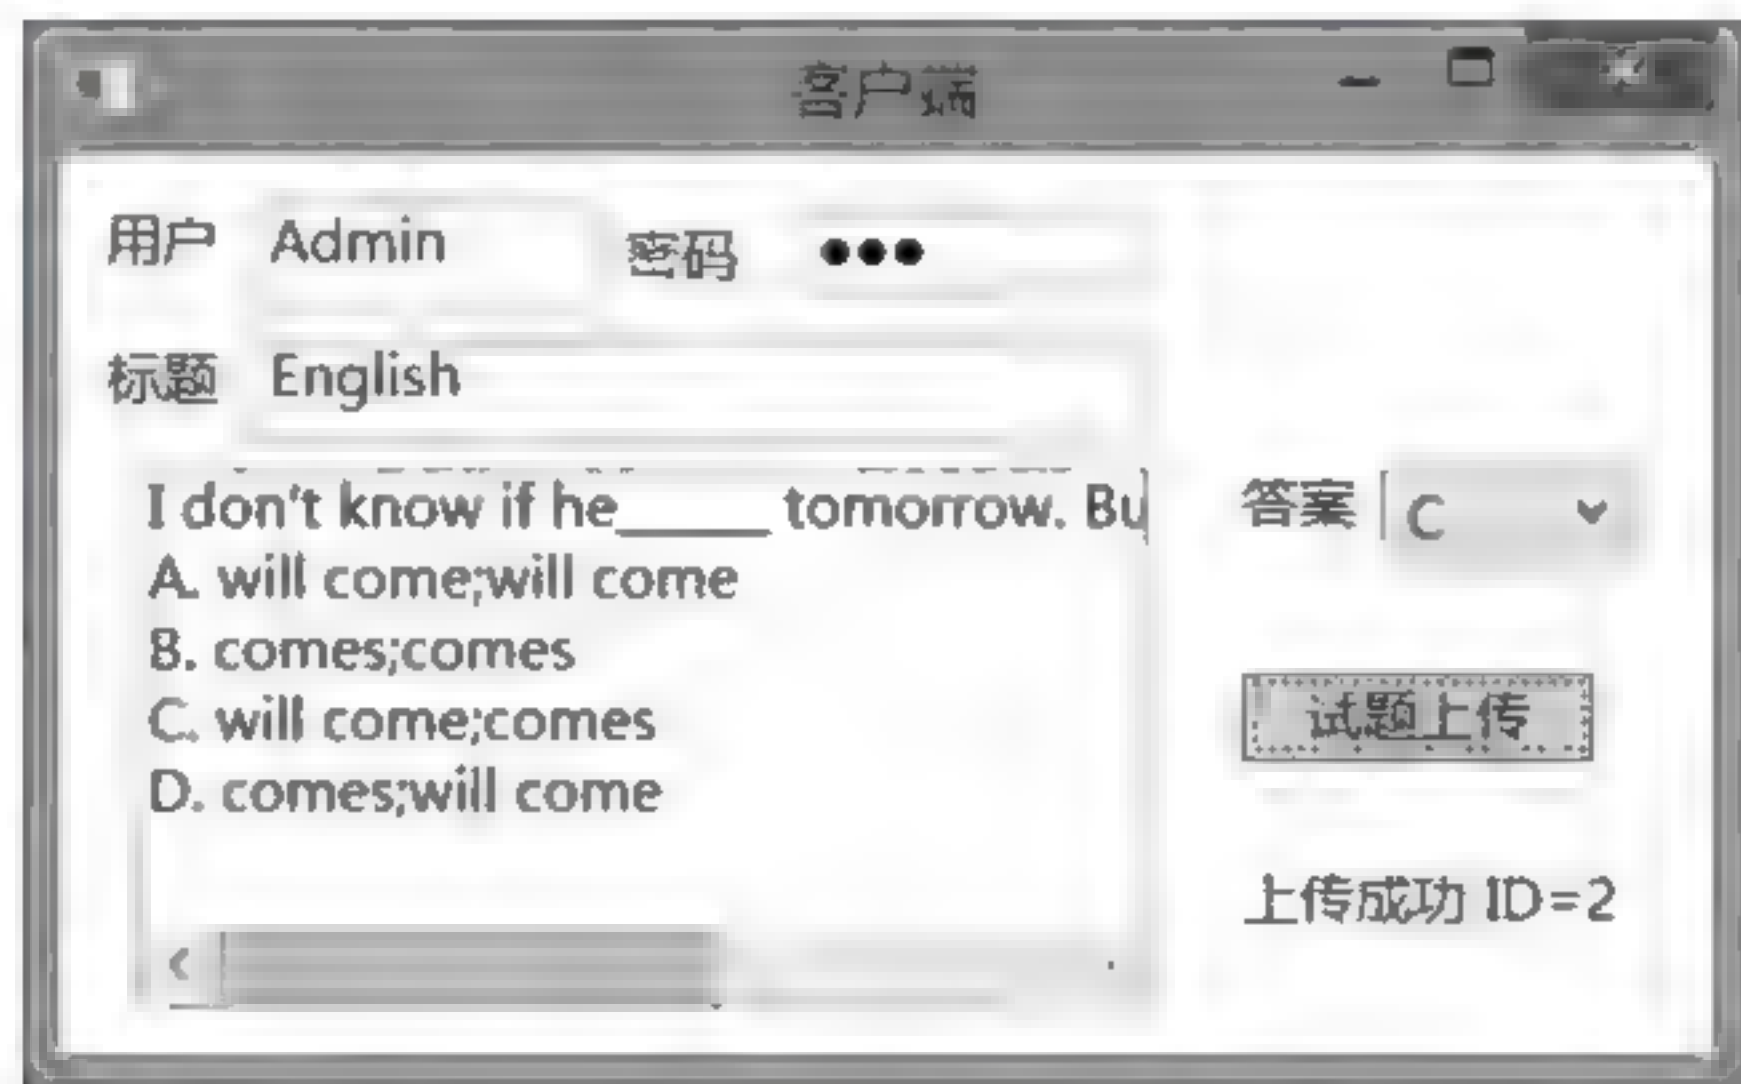 客户端
用户 Admin 密码 ●●●
标题 English
I don't know if he_____ tomorrow. Bu
A. will come;will come
B. comes;comes
C. will come;comes
D. comes;will come
答案 C
试题上传
上传成功 ID=2